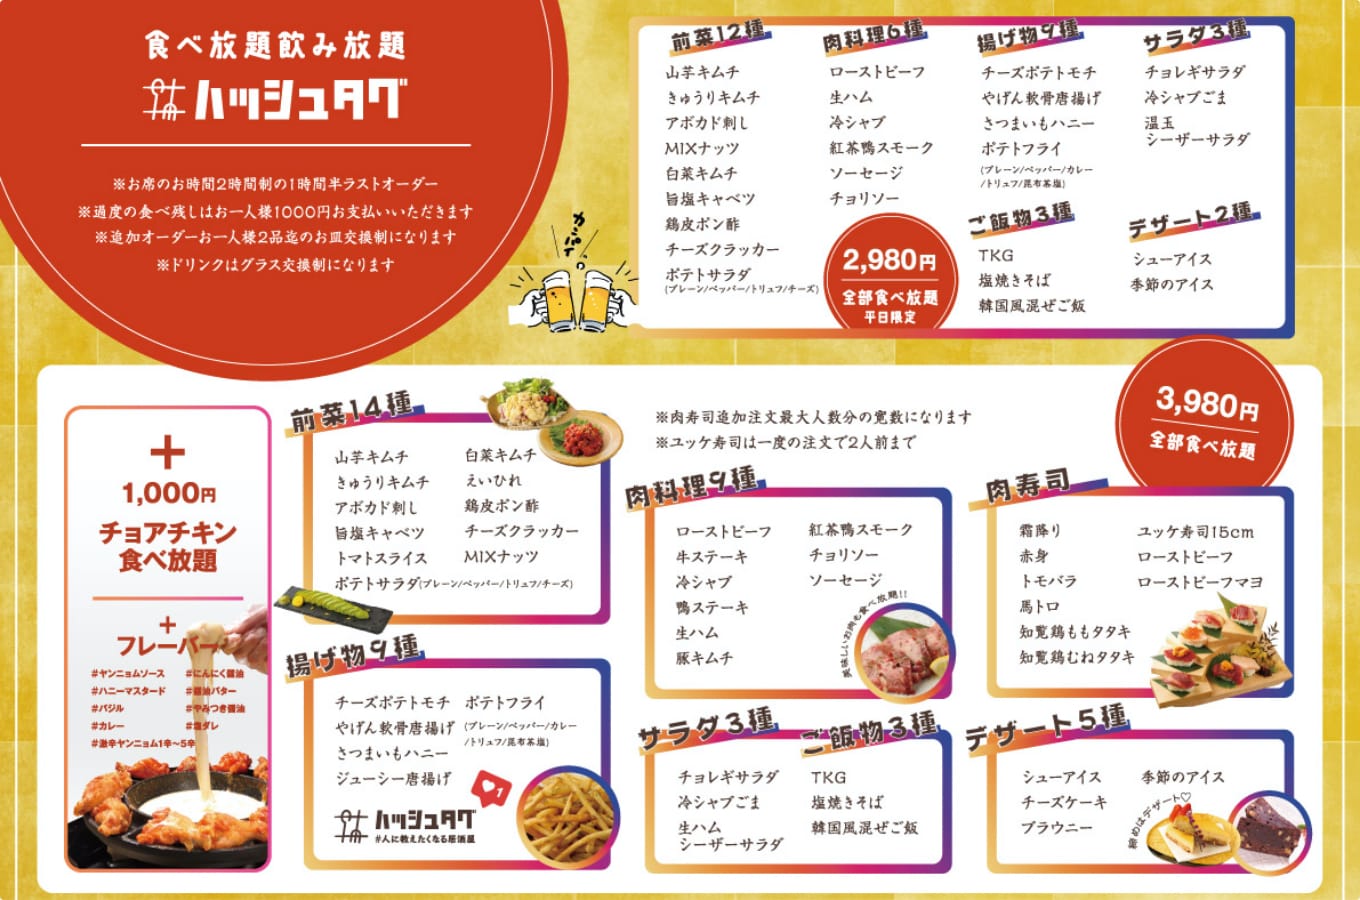 食べ放題飲み放題
ハッシュタグ
※お席のお時間2時間制の1時間半ラストオーダー
※過度の食べ残しはお一人様1000円お支払いいただきます
※追加オーダーお一人様2品迄のお皿交換制になります
※ドリンクはグラス交換制になります
カンパイ
前菜12種
山芋キムチ
きゅうりキムチ
アボカド刺し
MIXナッツ
白菜キムチ
旨塩キャベツ
鶏皮ポン酢
チーズクラッカー
ポテトサラダ
(プレーン/ペッパー/トリュフ/チーズ)
肉料理6種
ローストビーフ
生ハム
冷シャブ
紅茶鴨スモーク
ソーセージ
チョリソー
2,980円
全部食べ放題
平日限定
揚げ物9種
チーズポテトモチ
やげん軟骨唐揚げ
さつまいもハニー
ポテトフライ
(プレーン/ペッパー/カレー
/トリュフ/昆布茶塩)
ご飯物3種
TKG
塩焼きそば
韓国風混ぜご飯
サラダ3種
チョレギサラダ
冷シャブごま
温玉
シーザーサラダ
デザート2種
シューアイス
季節のアイス
3,980円
全部食べ放題
※肉寿司追加注文最大人数分の寛数になります
※ユッケ寿司は一度の注文で2人前まで
+
1,000円
チョアチキン
食べ放題
+
フレーバー
#ヤンニョムソース
#ハニーマスタード
#バジル
#カレー
#激辛ヤンニョム1辛～5辛
#にんにく醤油
#醤油バター
#やみつき醤油
#塩ダレ
前菜14種
山芋キムチ
きゅうりキムチ
アボカド刺し
旨塩キャベツ
トマトスライス
ポテトサラダ(プレーン/ペッパー/トリュフ/チーズ)
白菜キムチ
えいひれ
鶏皮ポン酢
チーズクラッカー
MIXナッツ
揚げ物9種
チーズポテトモチ
やげん軟骨唐揚げ
さつまいもハニー
ジューシー唐揚げ
ポテトフライ
(プレーン/ペッパー/カレー
/トリュフ/昆布茶塩)
1
ハッシュタグ
#人に教えたくなる居酒屋
肉料理9種
ローストビーフ
牛ステーキ
冷シャブ
鴨ステーキ
生ハム
豚キムチ
紅茶鴨スモーク
チョリソー
ソーセージ
美味しいお肉も食べ放題!!
肉寿司
霜降り
赤身
トモバラ
馬トロ
知覧鶏ももタタキ
知覧鶏むねタタキ
ユッケ寿司15cm
ローストビーフ
ローストビーフマヨ
サラダ3種
チョレギサラダ
冷シャブごま
生ハム
シーザーサラダ
ご飯物3種
TKG
塩焼きそば
韓国風混ぜご飯
デザート5種
シューアイス
チーズケーキ
ブラウニー
季節のアイス
締めはデザート♡